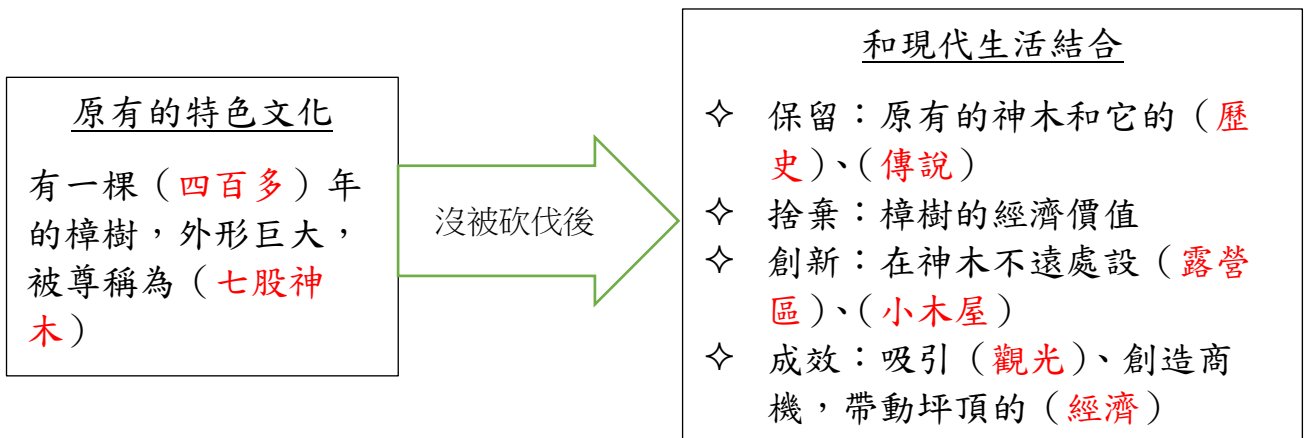 原有的特色文化
有一棵（四百多）年
的樟樹，外形巨大，
被尊稱為（七股神
木）
沒被砍伐後
和現代生活結合
✧ 保留：原有的神木和它的（歷
史）、（傳說）
✧ 捨棄：樟樹的經濟價值
✧ 創新：在神木不遠處設（露營
區）、（小木屋）
✧ 成效：吸引（觀光）、創造商
機，帶動坪頂的（經濟）